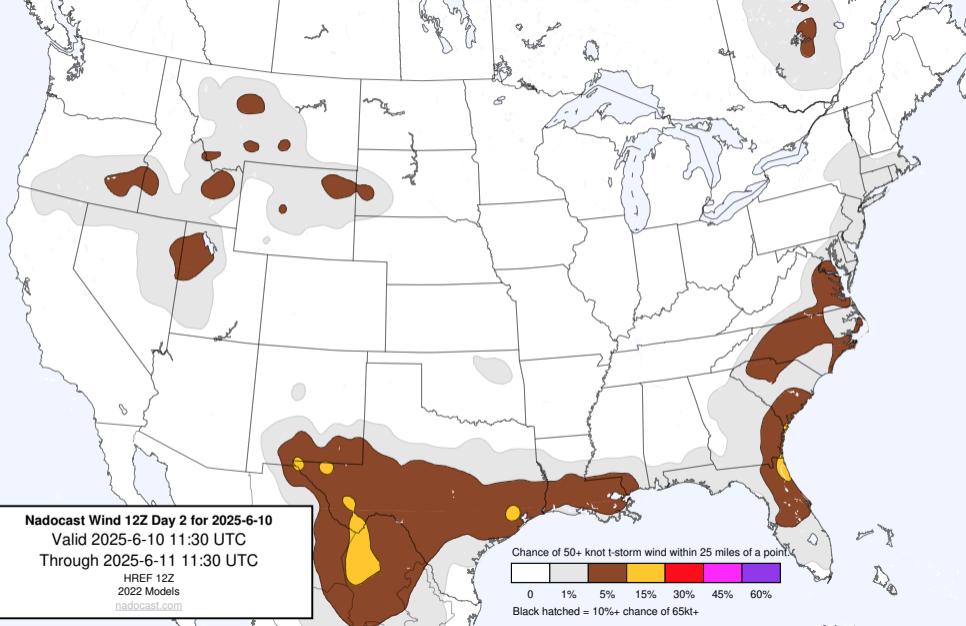 Nadocast Wind 12Z Day 2 for 2025-6-10
Valid 2025-6-10 11:30 UTC
Through 2025-6-11 11:30 UTC
HREF 12Z
2022 Models
nadocast.com
Chance of 50+ knot t-storm wind within 25 miles of a point.
0 1% 5% 15% 30% 45% 60%
Black hatched = 10%+ chance of 65kt+